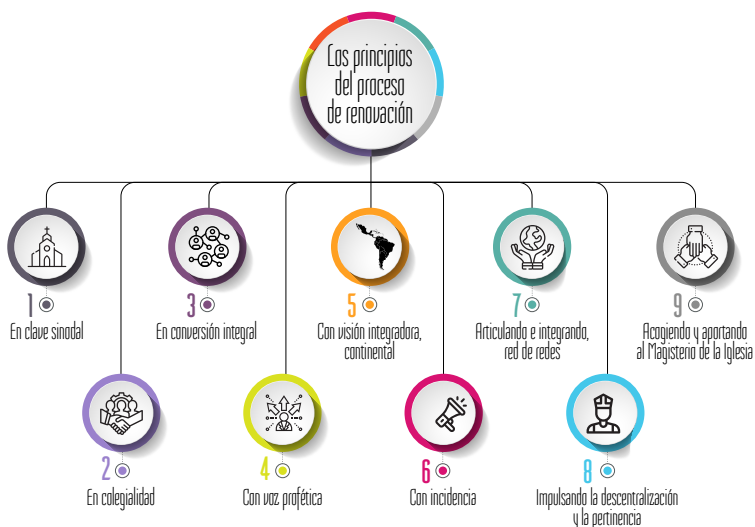 Los principios
del proceso
de renovación
1
En clave sinodal
2
En colegialidad
3
En conversión integral
4
Con voz profética
5
Con visión integradora,
continental
6
Con incidencia
7
Articulando e integrando,
red de redes
8
Impulsando la descentralización
y la pertinencia
9
Acogiendo y aportando
al Magisterio de la Iglesia